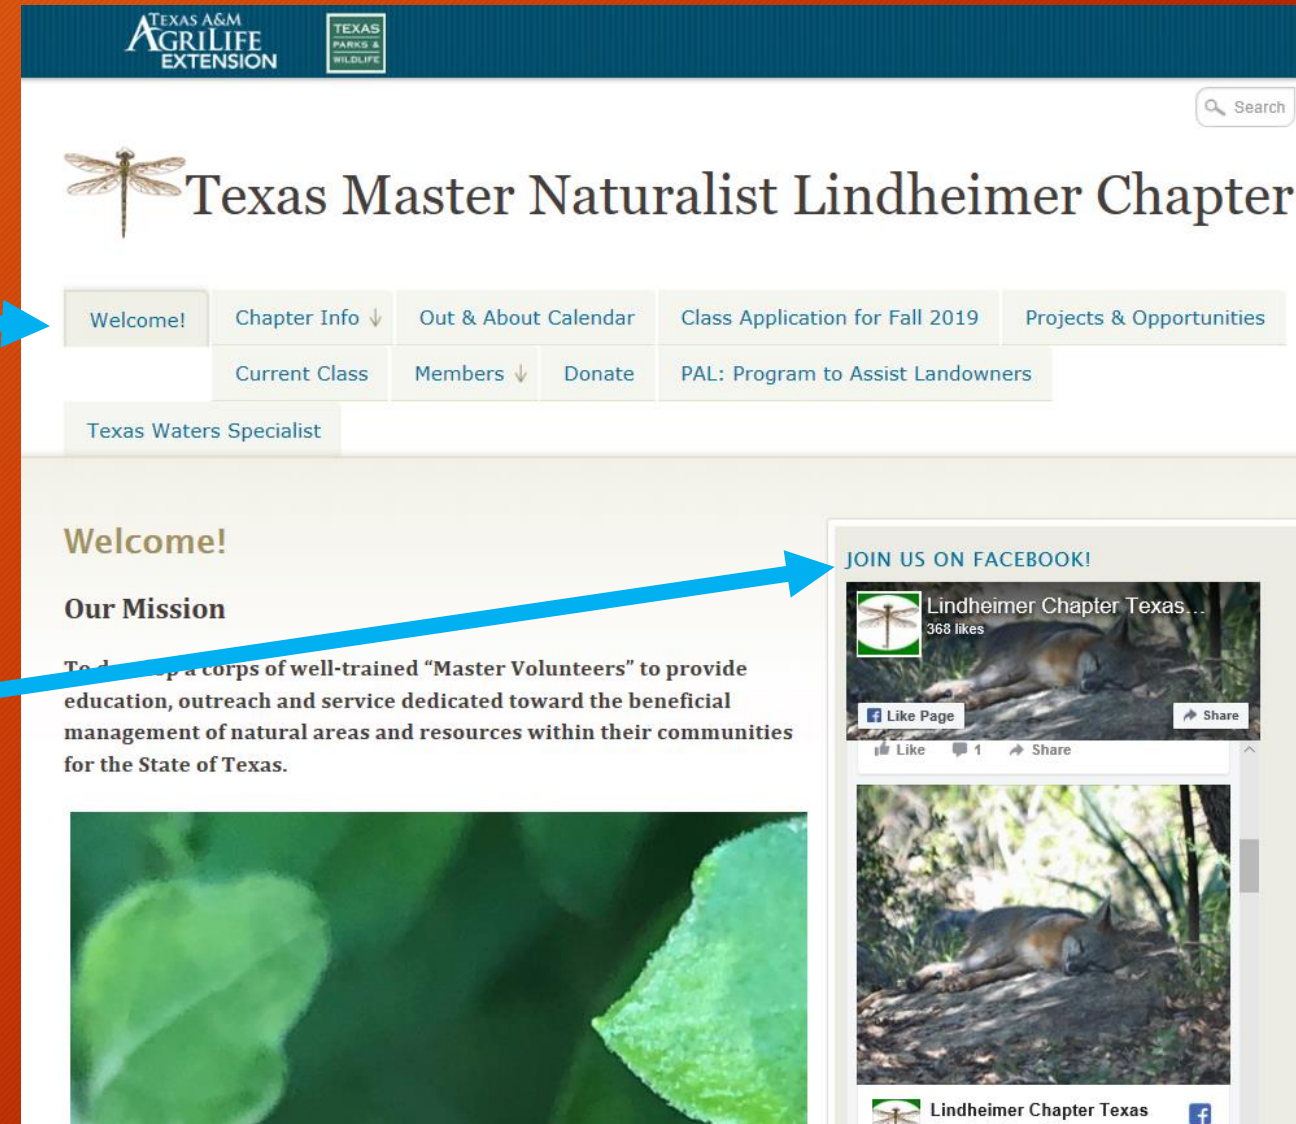 TEXAS A&M
AGRILIFE
EXTENSION
TEXAS
PARKS &
WILDLIFE
Search
Texas Master Naturalist Lindheimer Chapter
Welcome!
Chapter Info
Out & About Calendar
Class Application for Fall 2019
Projects & Opportunities
Current Class
Members
Donate
PAL: Program to Assist Landowners
Texas Waters Specialist
Welcome!
Our Mission
To a corps of well-trained “Master Volunteers” to provide
education, outreach and service dedicated toward the beneficial
management of natural areas and resources within their communities
for the State of Texas.
JOIN US ON FACEBOOK!
Lindheimer Chapter Texas...
368 likes
Like Page
Share
Like
1
Share
Lindheimer Chapter Texas